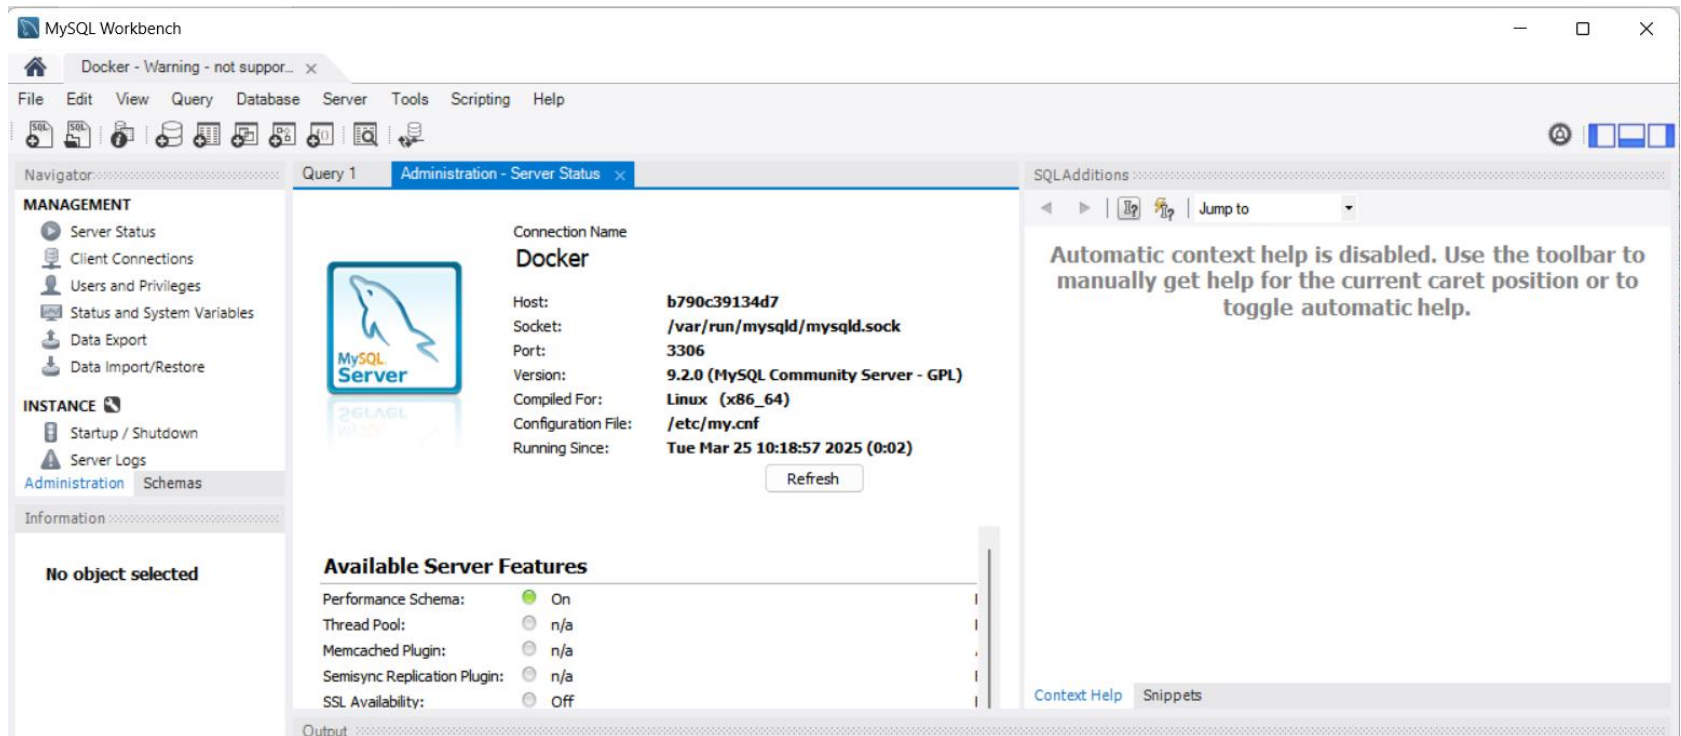 MySQL Workbench
Docker - Warning - not suppor...
File Edit View Query Database Server Tools Scripting Help
Navigator
MANAGEMENT
Server Status
Client Connections
Users and Privileges
Status and System Variables
Data Export
Data Import/Restore
INSTANCE
Startup / Shutdown
Server Logs
Administration Schemas
Information
No object selected
Query 1 Administration - Server Status
Connection Name
Docker
MySQL
Server
Host: b790c39134d7
Socket: /var/run/mysqld/mysqld.sock
Port: 3306
Version: 9.2.0 (MySQL Community Server - GPL)
Compiled For: Linux (x86_64)
Configuration File: /etc/my.cnf
Running Since: Tue Mar 25 10:18:57 2025 (0:02)
Refresh
Available Server Features
Performance Schema: On
Thread Pool: n/a
Memcached Plugin: n/a
Semisync Replication Plugin: n/a
SSL Availability: Off
Output
SQLAdditions
Jump to
Automatic context help is disabled. Use the toolbar to
manually get help for the current caret position or to
toggle automatic help.
Context Help Snippets